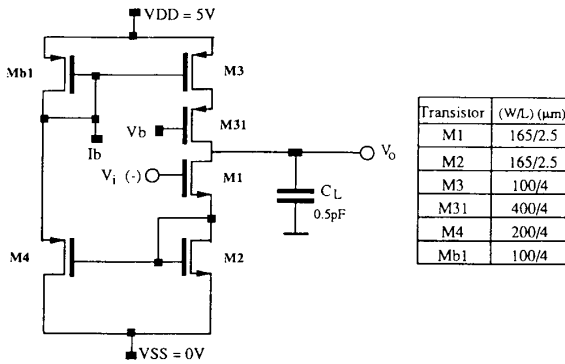 VDD = 5V
Mb1
M3
M31
Vb
Ib
Vi (-)
M1
Vo
CL
0.5pF
M4
M2
VSS = 0V
Transistor (W/L) (μm)
M1 165/2.5
M2 165/2.5
M3 100/4
M31 400/4
M4 200/4
Mb1 100/4